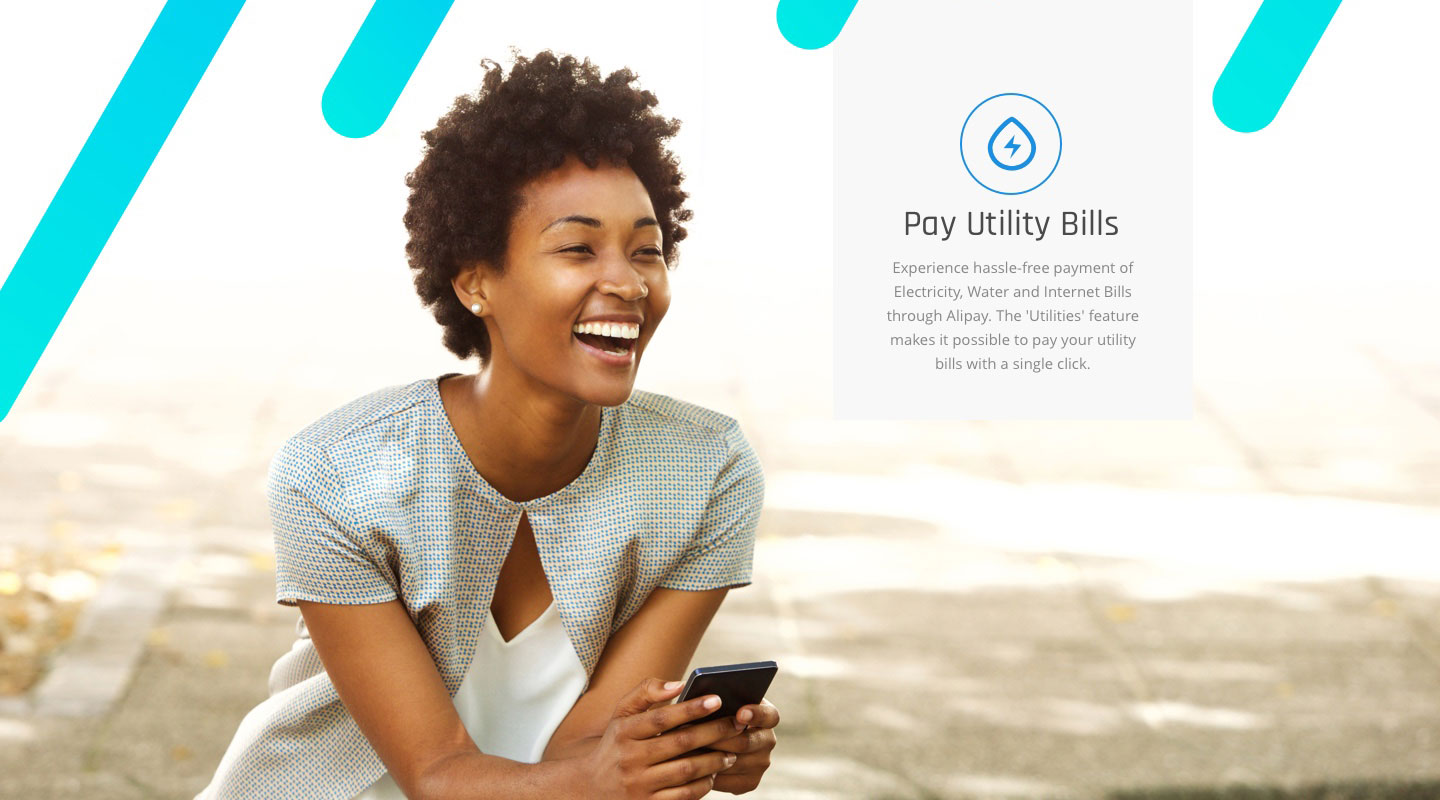 Pay Utility Bills
Experience hassle-free payment of
Electricity, Water and Internet Bills
through Alipay. The 'Utilities' feature
makes it possible to pay your utility
bills with a single click.